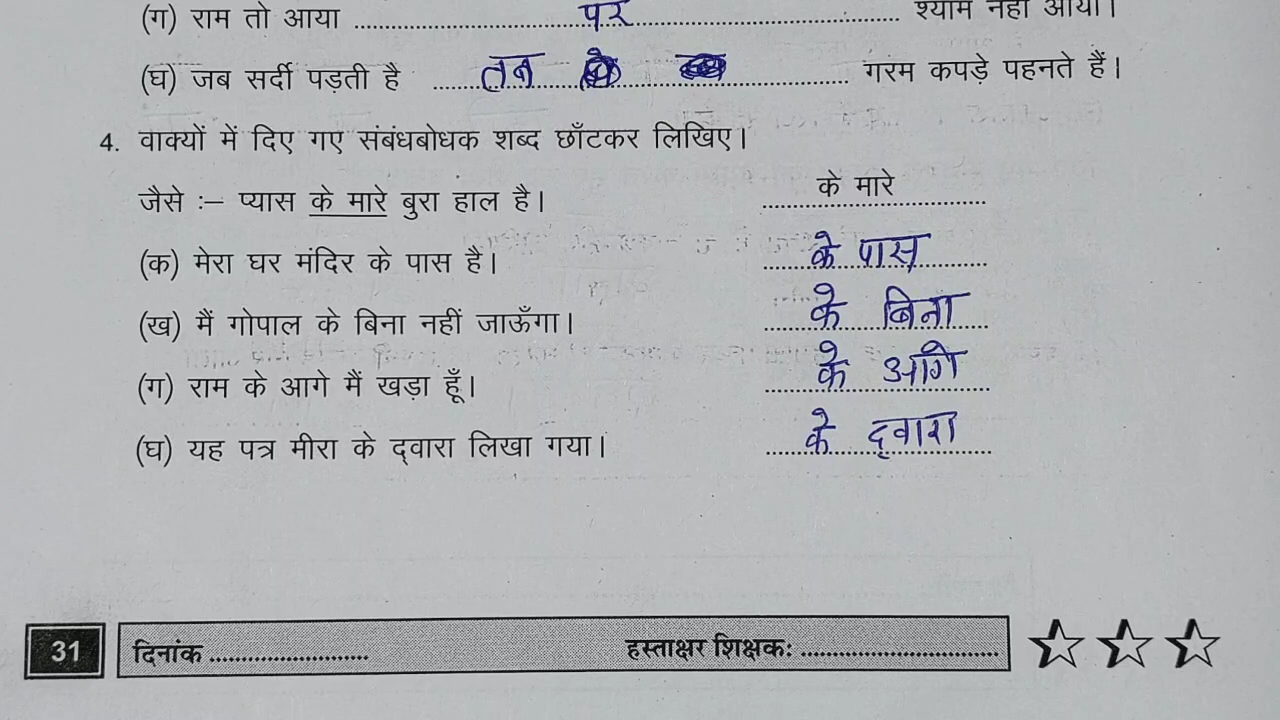 (ग) राम तो आया पर श्याम नहीं आया।
(घ) जब सर्दी पड़ती है तब गरम कपड़े पहनते हैं।
4. वाक्यों में दिए गए संबंधबोधक शब्द छाँटकर लिखिए।
जैसे :– प्यास के मारे बुरा हाल है। के मारे
(क) मेरा घर मंदिर के पास है। के पास
(ख) मैं गोपाल के बिना नहीं जाऊँगा। के बिना
(ग) राम के आगे मैं खड़ा हूँ। के आगे
(घ) यह पत्र मीरा के द्वारा लिखा गया। के द्वारा
31 दिनांक .......................... हस्ताक्षर शिक्षक: ................................